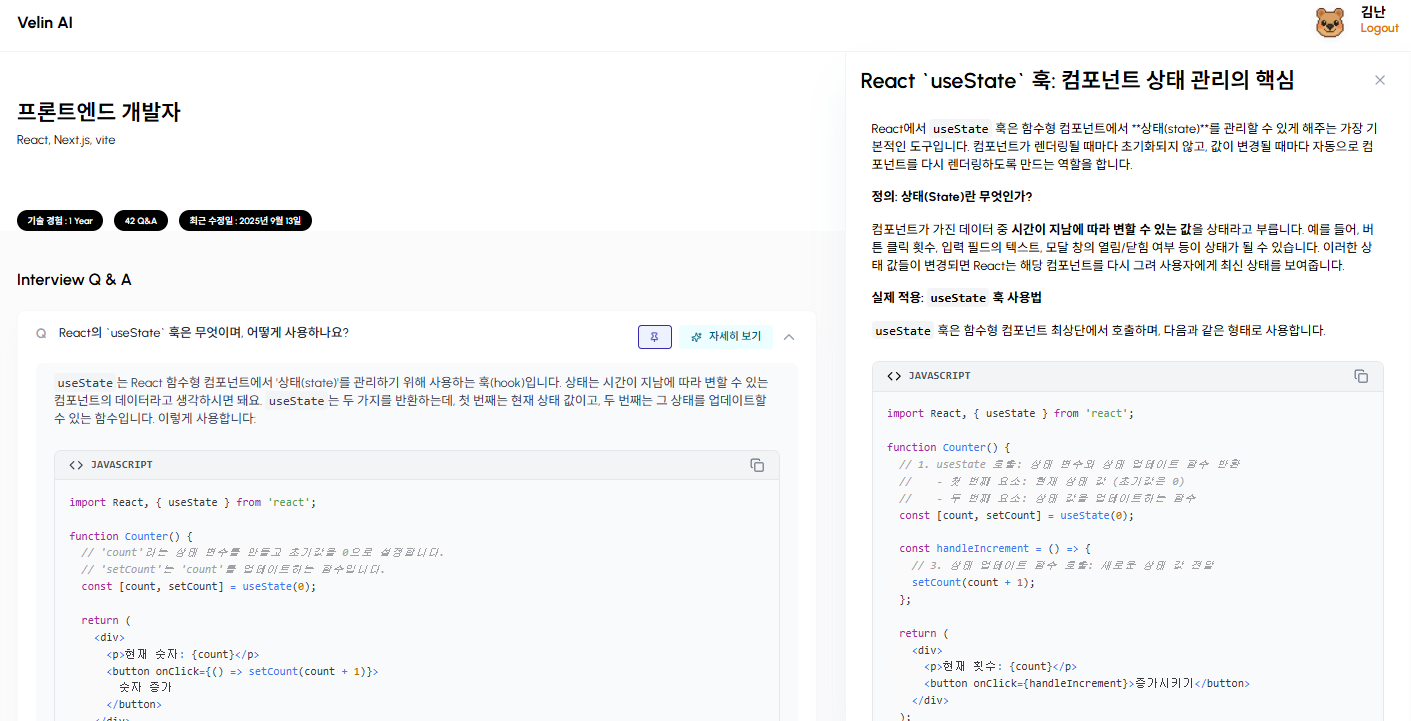 Velin AI
김난
Logout
프론트엔드 개발자
React, Next.js, vite
기술 경험 : 1 Year
42 Q&A
최근 수정일 : 2025년 9월 13일
Interview Q & A
Q
React의 `useState` 훅은 무엇이며, 어떻게 사용하나요?
자세히 보기
useState 는 React 함수형 컴포넌트에서 '상태(state)'를 관리하기 위해 사용하는 훅(hook)입니다. 상태는 시간이 지남에 따라 변할 수 있는
컴포넌트의 데이터라고 생각하시면 돼요. useState 는 두 가지를 반환하는데, 첫 번째는 현재 상태 값이고, 두 번째는 그 상태를 업데이트할
수 있는 함수입니다. 이렇게 사용합니다:
<> JAVASCRIPT
import React, { useState } from 'react';
function Counter() {
// 'count'라는 상태 변수를 만들고 초기값을 0으로 설정합니다.
// 'setCount'는 'count'를 업데이트하는 함수입니다.
const [count, setCount] = useState(0);
return (
<div>
<p>현재 숫자: {count}</p>
<button onClick={() => setCount(count + 1)}>
숫자 증가
</button>
</div>
React `useState` 훅: 컴포넌트 상태 관리의 핵심
React에서 useState 훅은 함수형 컴포넌트에서 **상태(state)**를 관리할 수 있게 해주는 가장 기
본적인 도구입니다. 컴포넌트가 렌더링될 때마다 초기화되지 않고, 값이 변경될 때마다 자동으로 컴
포넌트를 다시 렌더링하도록 만드는 역할을 합니다.
정의: 상태(State)란 무엇인가?
컴포넌트가 가진 데이터 중 시간이 지남에 따라 변할 수 있는 값을 상태라고 부릅니다. 예를 들어, 버
튼 클릭 횟수, 입력 필드의 텍스트, 모달 창의 열림/닫힘 여부 등이 상태가 될 수 있습니다. 이러한 상
태 값들이 변경되면 React는 해당 컴포넌트를 다시 그려 사용자에게 최신 상태를 보여줍니다.
실제 적용: useState 훅 사용법
useState 훅은 함수형 컴포넌트 최상단에서 호출하며, 다음과 같은 형태로 사용합니다.
<> JAVASCRIPT
import React, { useState } from 'react';
function Counter() {
// 1. useState 호출: 상태 변수와 상태 업데이트 함수 반환
//    - 첫 번째 요소: 현재 상태 값 (초기값은 0)
//    - 두 번째 요소: 상태 값을 업데이트하는 함수
const [count, setCount] = useState(0);
const handleIncrement = () => {
// 3. 상태 업데이트 함수 호출: 새로운 상태 값 전달
setCount(count + 1);
};
return (
<div>
<p>현재 횟수: {count}</p>
<button onClick={handleIncrement}>증가시키기</button>
</div>
);